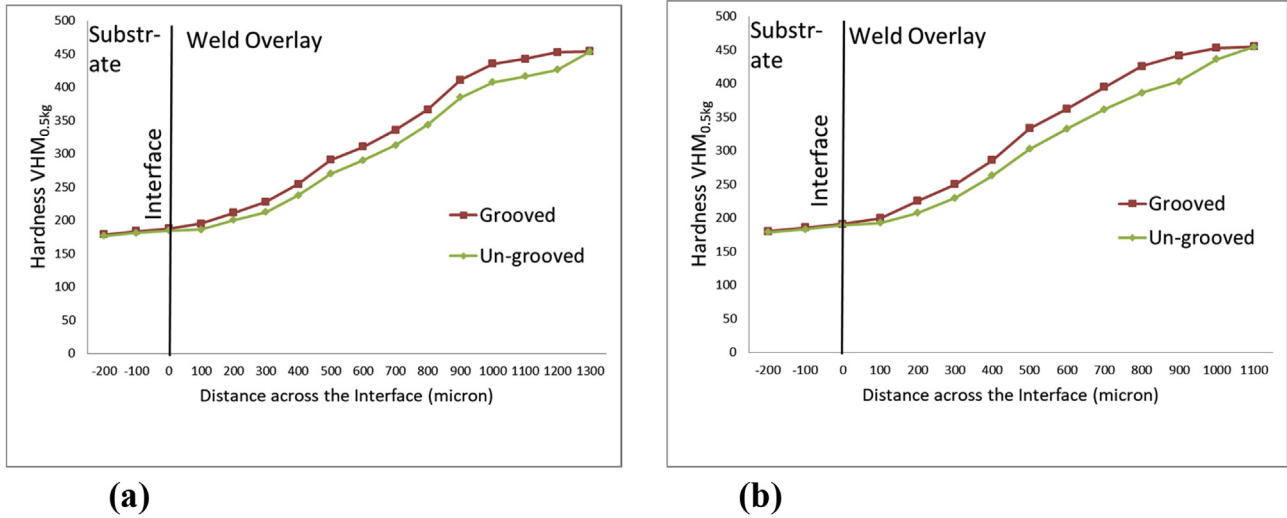 500
450
400
350
300
250
200
150
100
50
0
Hardness VHM0.5kg
Substr-
ate
Weld Overlay
Interface
Grooved
Un-grooved
-200 -100 0 100 200 300 400 500 600 700 800 900 1000 1100 1200 1300
Distance across the Interface (micron)
(a)
500
450
400
350
300
250
200
150
100
50
0
Hardness VHM0.5kg
Substr-
ate
Weld Overlay
Interface
Grooved
Un-grooved
-200 -100 0 100 200 300 400 500 600 700 800 900 1000 1100
Distance across the Interface (micron)
(b)